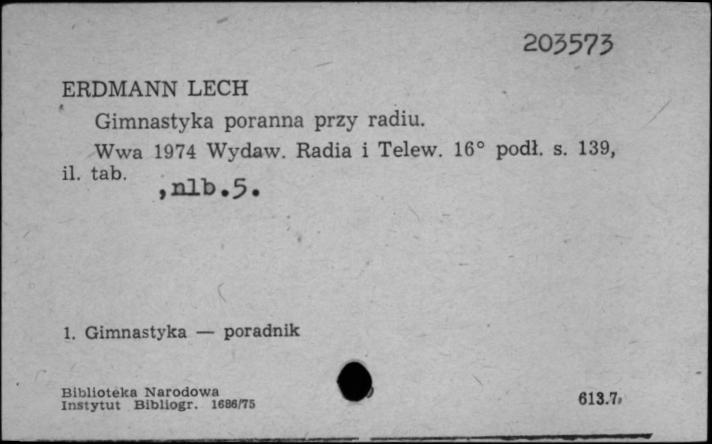 203573
ERDMANN LECH
Gimnastyka poranna przy radiu.
Wwa 1974 Wydaw. Radia i Telew. 16° podł. s. 139,
il. tab.
,nlb.5.
1. Gimnastyka — poradnik
Biblioteka Narodowa
Instytut Bibliogr. 1686/75
613.7